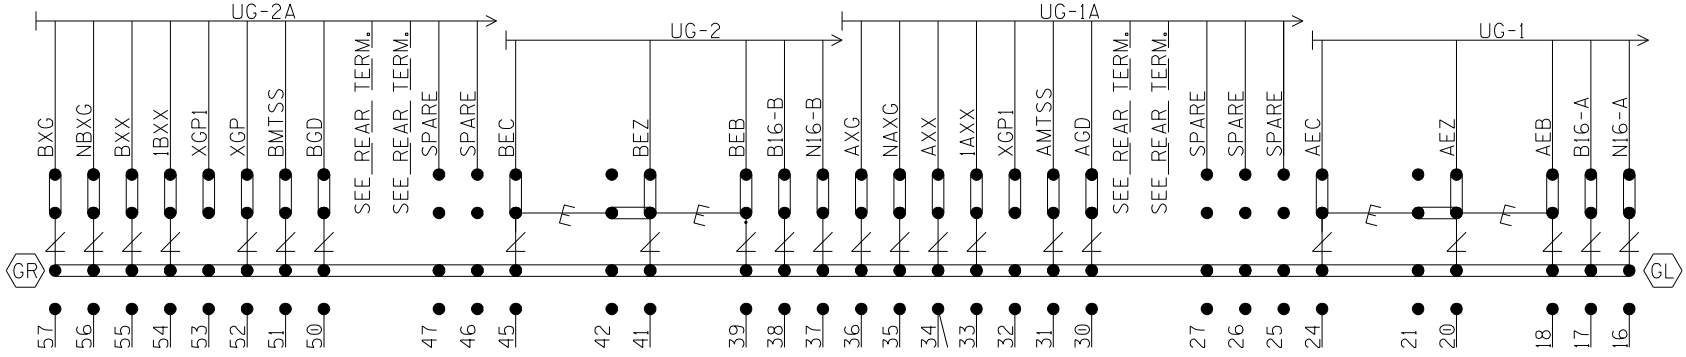 UG-2A
UG-2
UG-1A
UG-1
BXG
NBXG
BXX
1BXX
XGP1
XGP
BMTSS
BGD
SEE REAR TERM.
SEE REAR TERM.
SPARE
SPARE
BEC
BEZ
BEB
B16-B
N16-B
AXG
NAXG
AXX
1AXX
XGP1
AMTSS
AGD
SEE REAR TERM.
SEE REAR TERM.
SPARE
SPARE
SPARE
AEC
AEZ
AEB
B16-A
N16-A
E
E
E
E
GR
GL
57
56
55
54
53
52
51
50
47
46
45
42
41
39
38
37
36
35
34
33
32
31
30
27
26
25
24
21
20
18
17
16